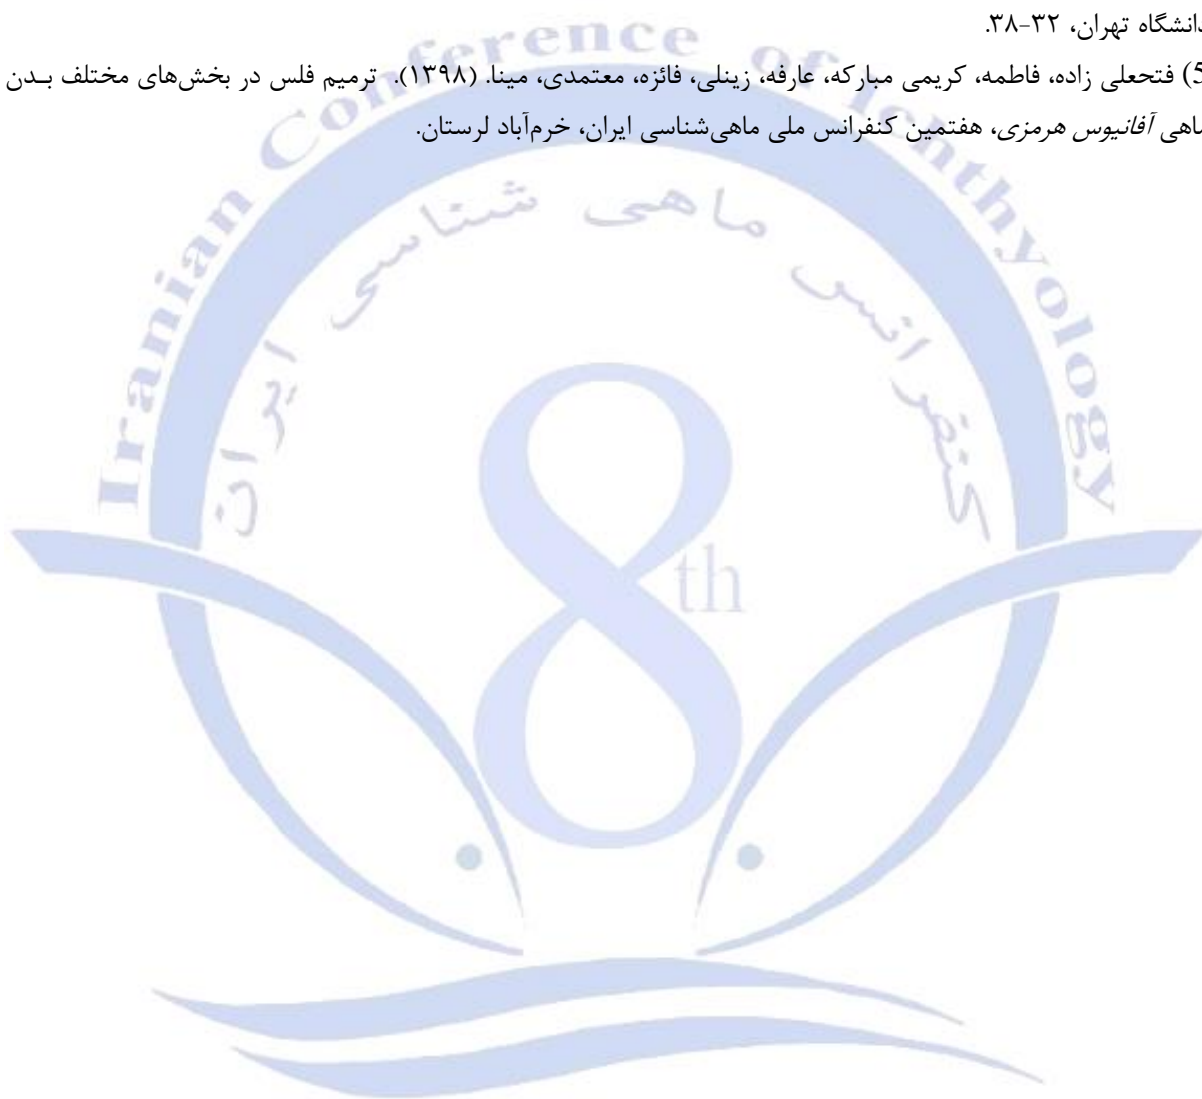 دانشگاه تهران، ۳۲-۳۸.
5) فتحعلی زاده، فاطمه، کریمی مبارکه، عارفه، زینلی، فائزه، معتمدی، مینا. (۱۳۹۸). ترمیم فلس در بخش‌های مختلف بـدن
ماهی آفانیوس هرمزی، هفتمین کنفرانس ملی ماهی‌شناسی ایران، خرم‌آباد لرستان.
Iranian Conference of Ichthyology
کنفرانس ماهی شناسی ایران
8th